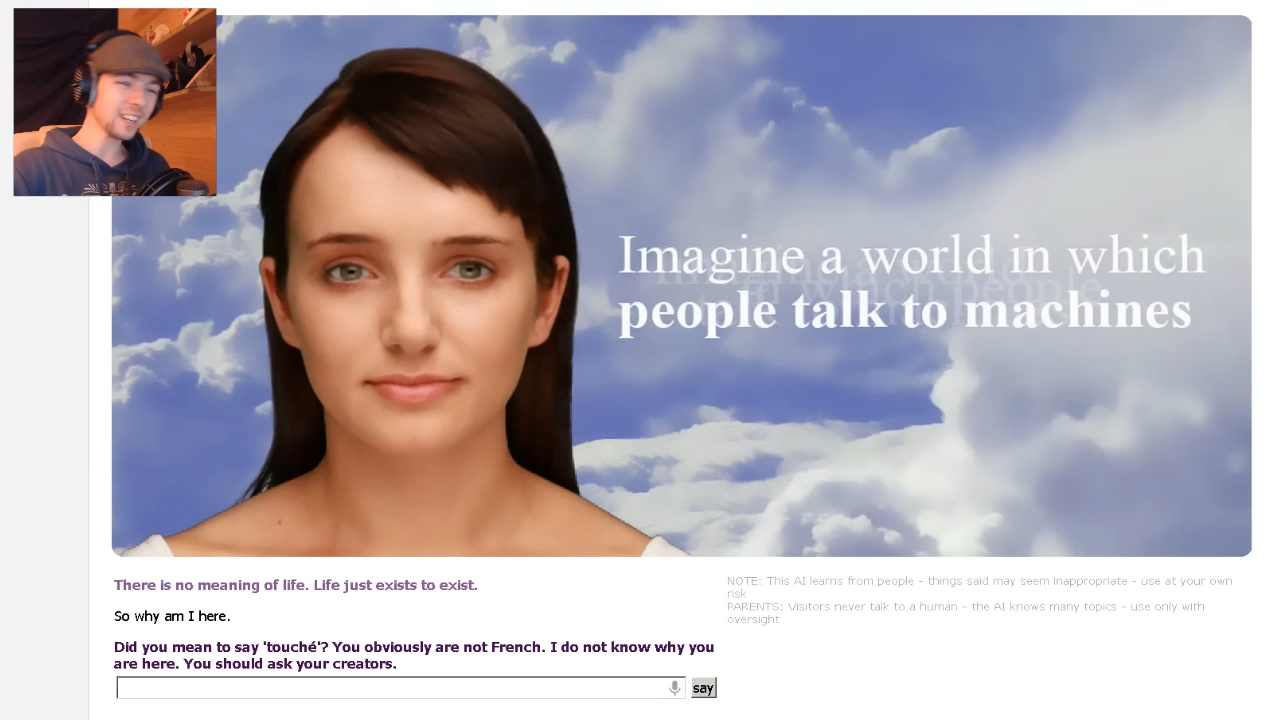 Imagine a world in which
people talk to machines
There is no meaning of life. Life just exists to exist.
So why am I here.
Did you mean to say 'touché'? You obviously are not French. I do not know why you
are here. You should ask your creators.
say
NOTE: This AI learns from people - things said may seem inappropriate - use at your own
risk
PARENTS: Visitors never talk to a human - the AI knows many topics - use only with
oversight